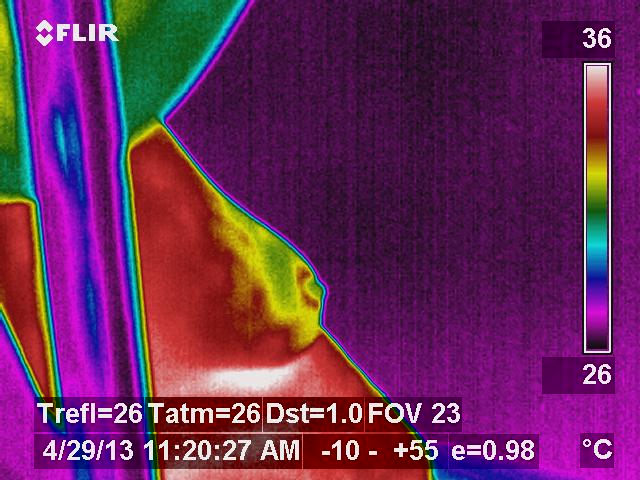 FLIR
36
26
Trefl=26 Tatm=26 Dst=1.0 FOV 23
4/29/13 11:20:27 AM -10 - +55 e=0.98 °C